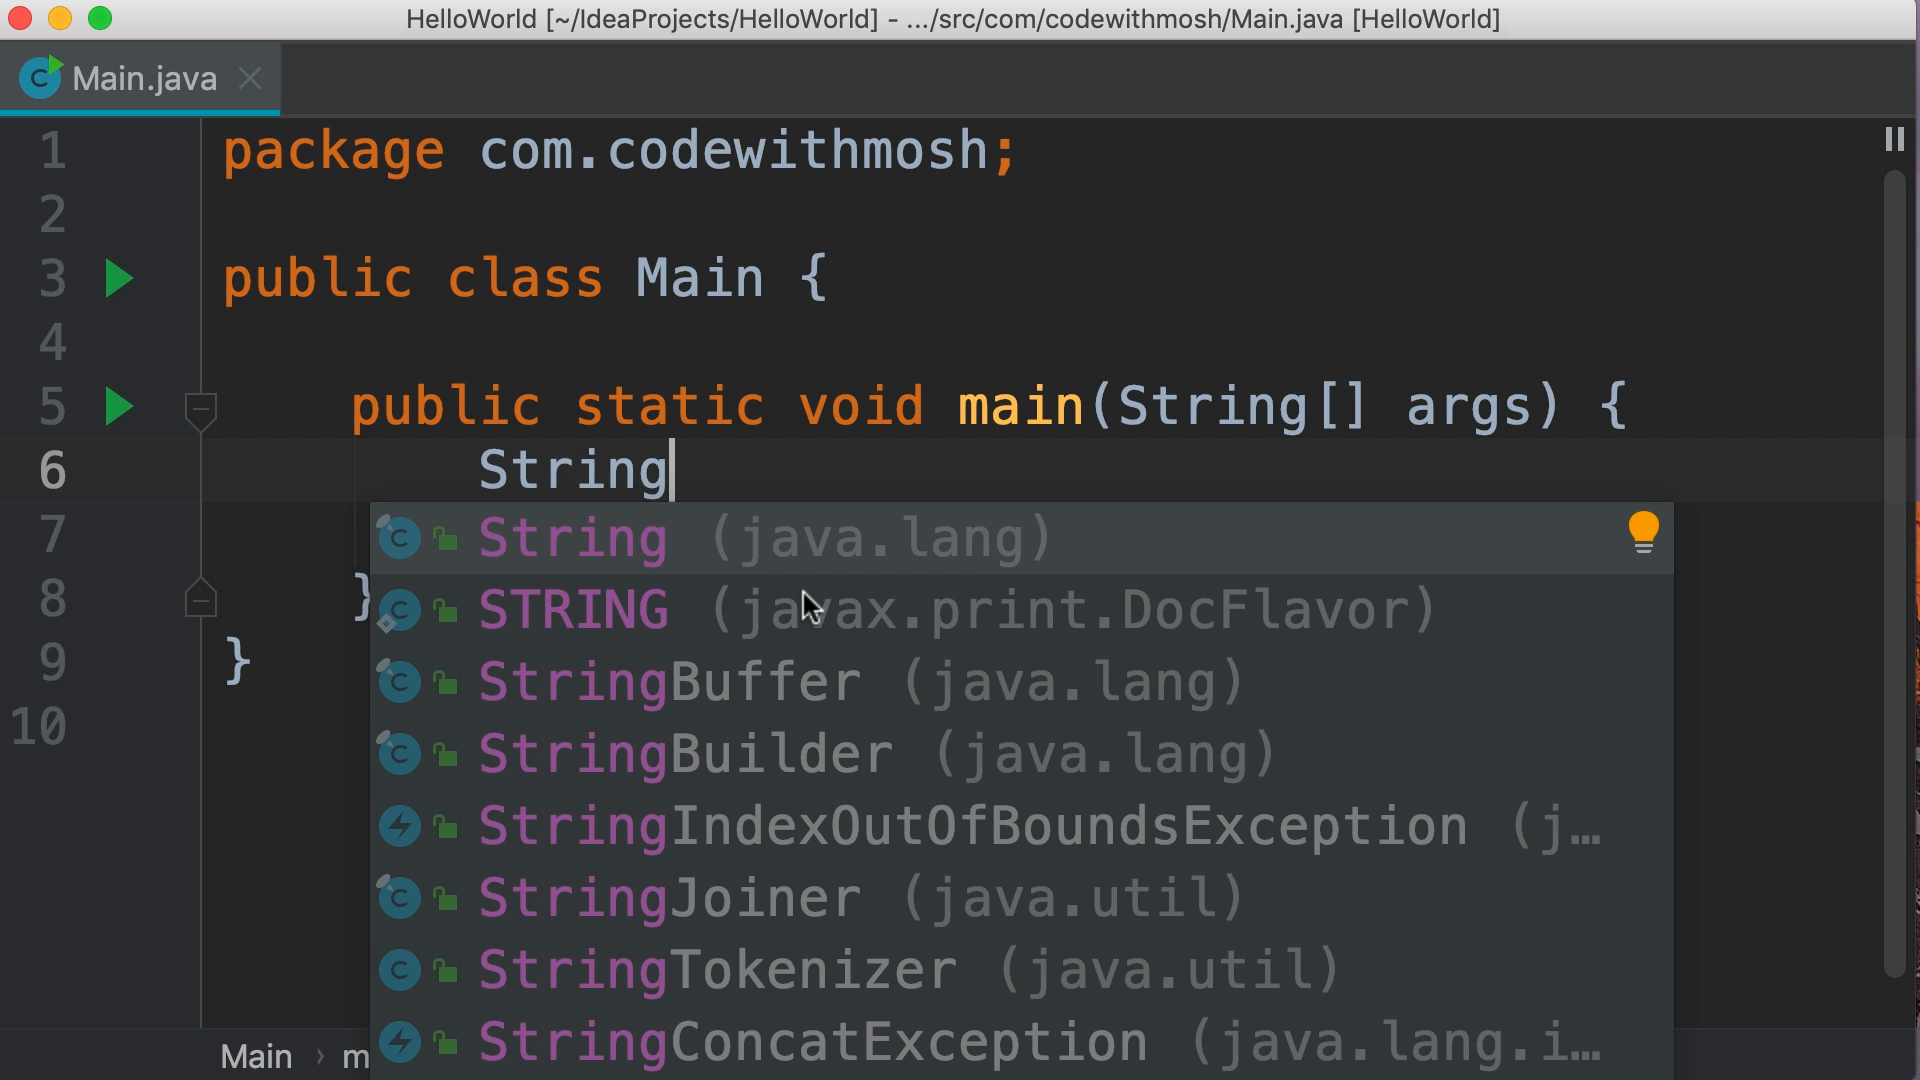 HelloWorld [~/IdeaProjects/HelloWorld] - .../src/com/codewithmosh/Main.java [HelloWorld]
Main.java
1 package com.codewithmosh;
2
3 public class Main {
4
5 public static void main(String[] args) {
6 String
7
8 }
9 }
10
String (java.lang)
STRING (javax.print.DocFlavor)
StringBuffer (java.lang)
StringBuilder (java.lang)
StringIndexOutOfBoundsException (j…
StringJoiner (java.util)
StringTokenizer (java.util)
StringConcatException (java.lang.i…
Main › m